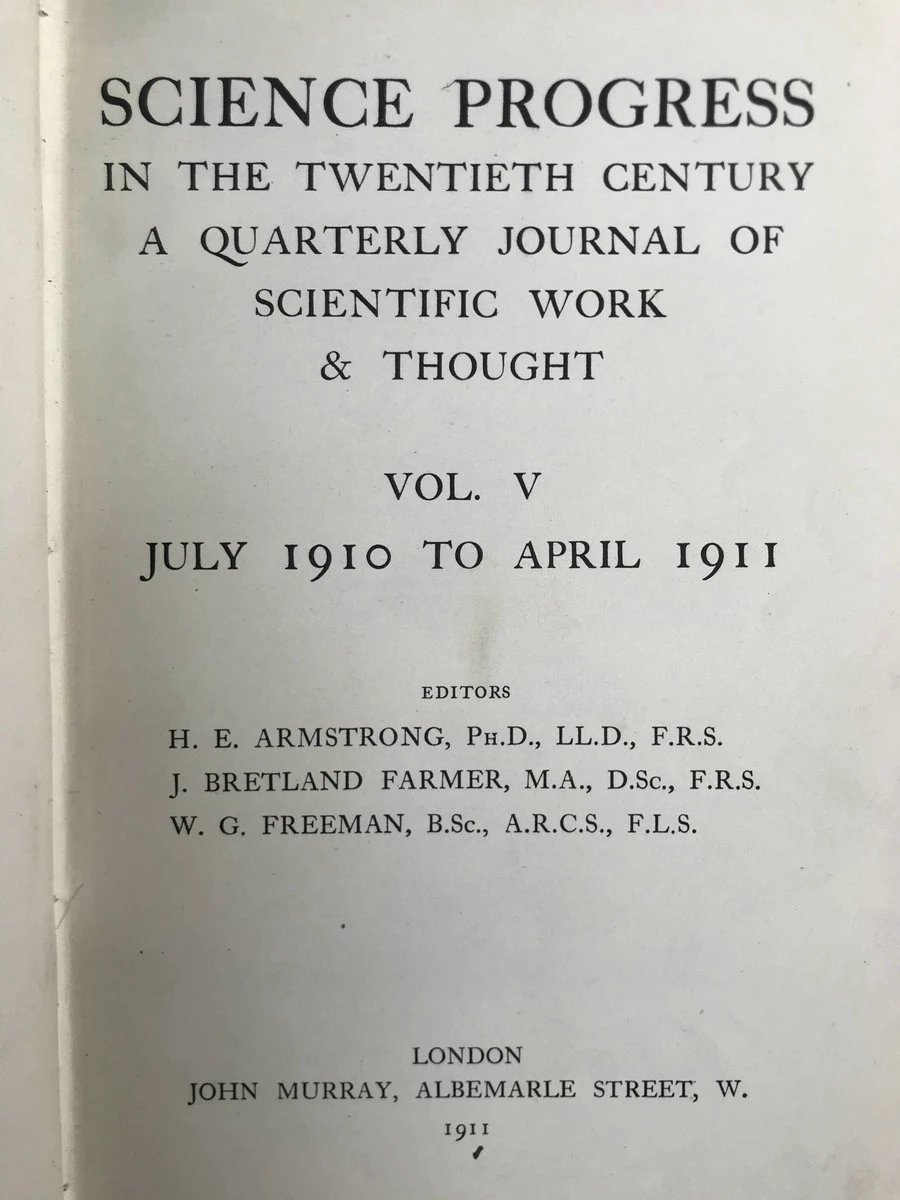 SCIENCE PROGRESS
IN THE TWENTIETH CENTURY
A QUARTERLY JOURNAL OF
SCIENTIFIC WORK
& THOUGHT
VOL. V
JULY 1910 TO APRIL 1911
EDITORS
H. E. ARMSTRONG, PH.D., LL.D., F.R.S.
J. BRETLAND FARMER, M.A., D.Sc., F.R.S.
W. G. FREEMAN, B.Sc., A.R.C.S., F.L.S.
LONDON
JOHN MURRAY, ALBEMARLE STREET, W.
1911